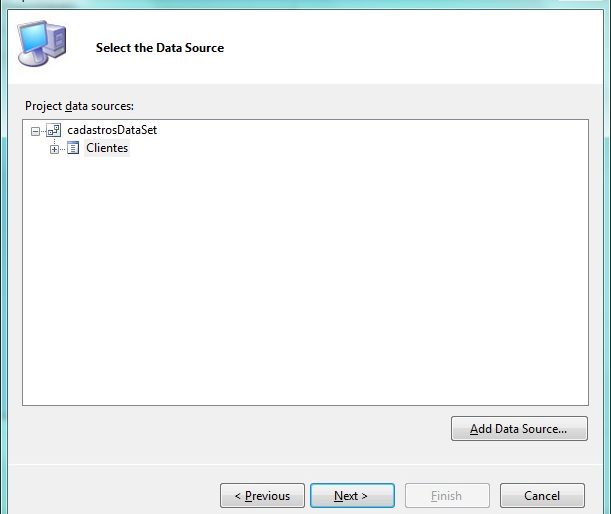 Select the Data Source
Project data sources:
cadastrosDataSet
Clientes
Add Data Source...
< Previous
Next >
Finish
Cancel